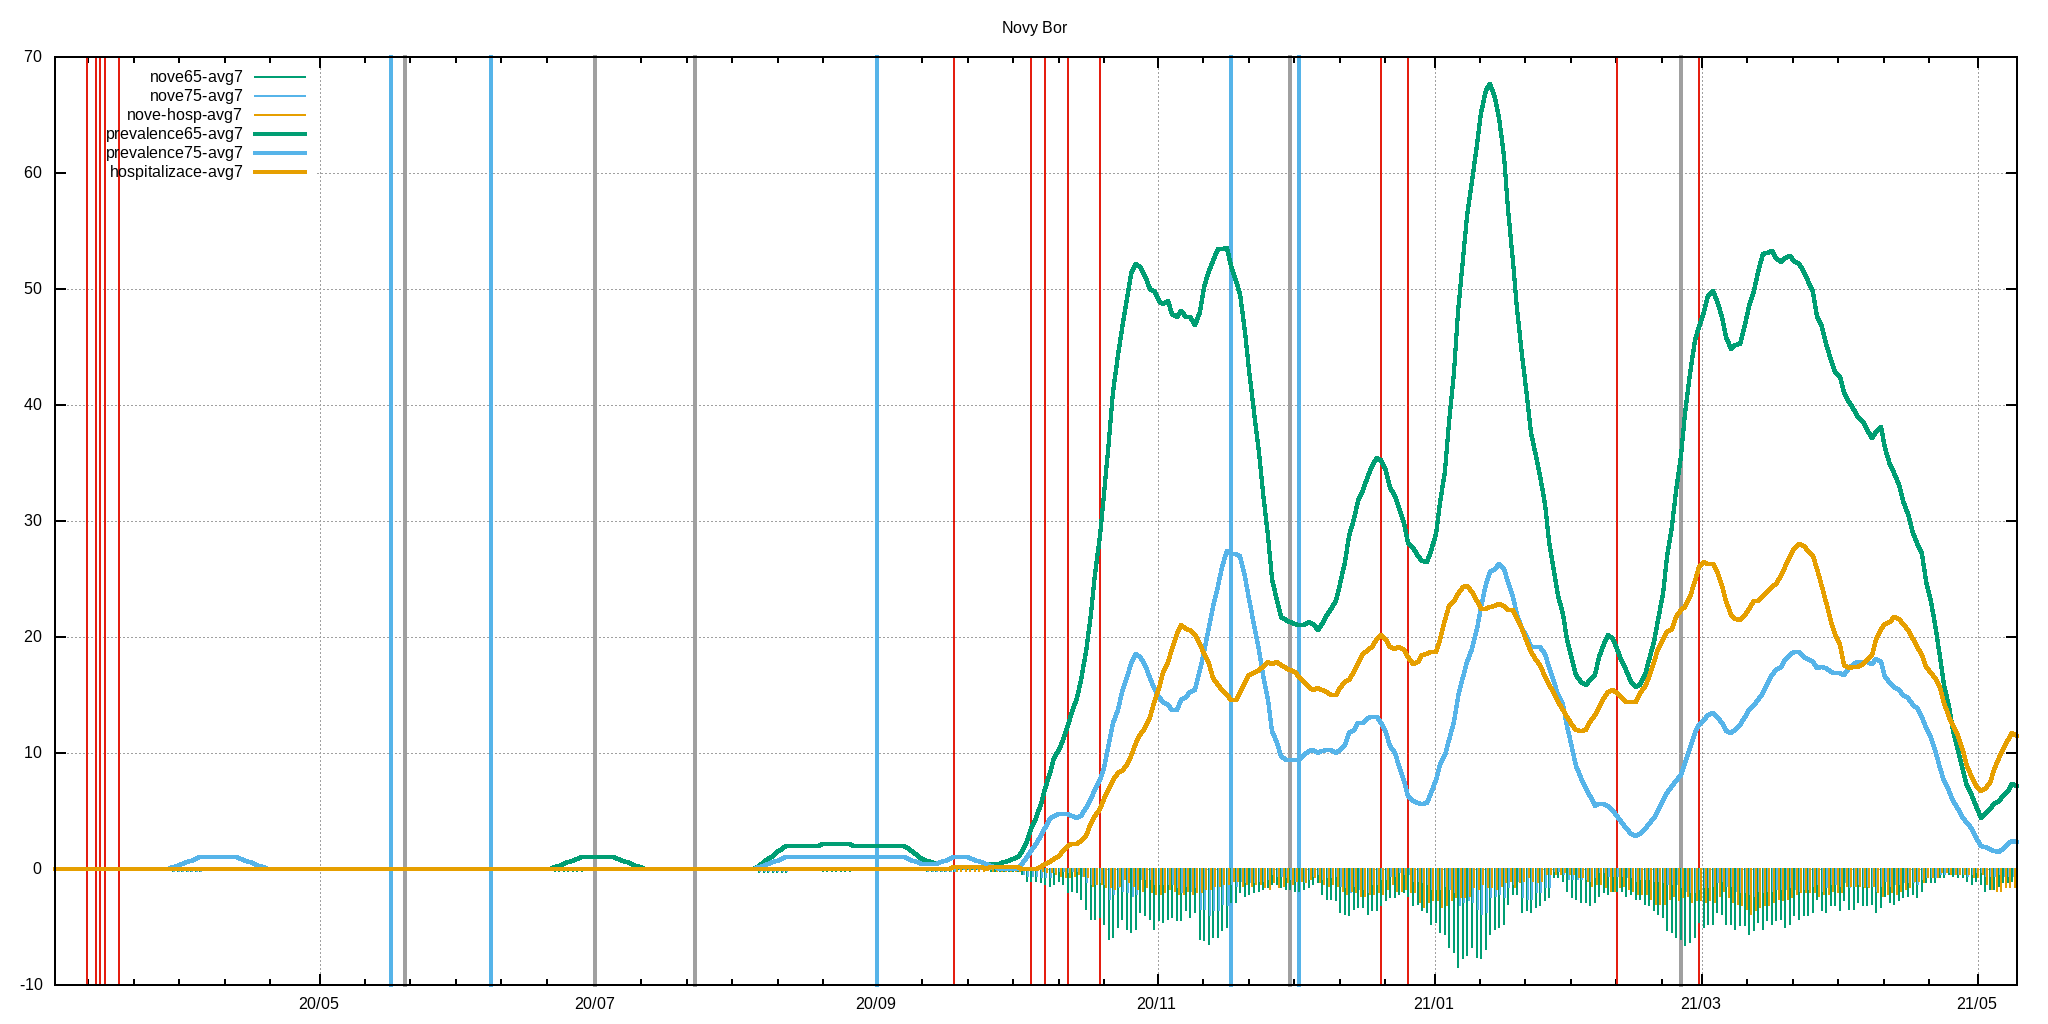 Novy Bor
70
60
50
40
30
20
10
0
-10
nove65-avg7
nove75-avg7
nove-hosp-avg7
prevalence65-avg7
prevalence75-avg7
hospitalizace-avg7
20/05 20/07 20/09 20/11 21/01 21/03 21/05